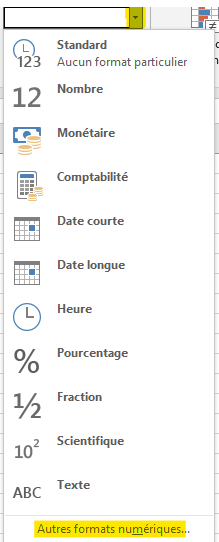 Standard
123
Aucun format particulier
12
Nombre
Monétaire
Comptabilité
Date courte
Date longue
Heure
%
Pourcentage
½
Fraction
10²
Scientifique
ABC
Texte
Autres formats numériques...